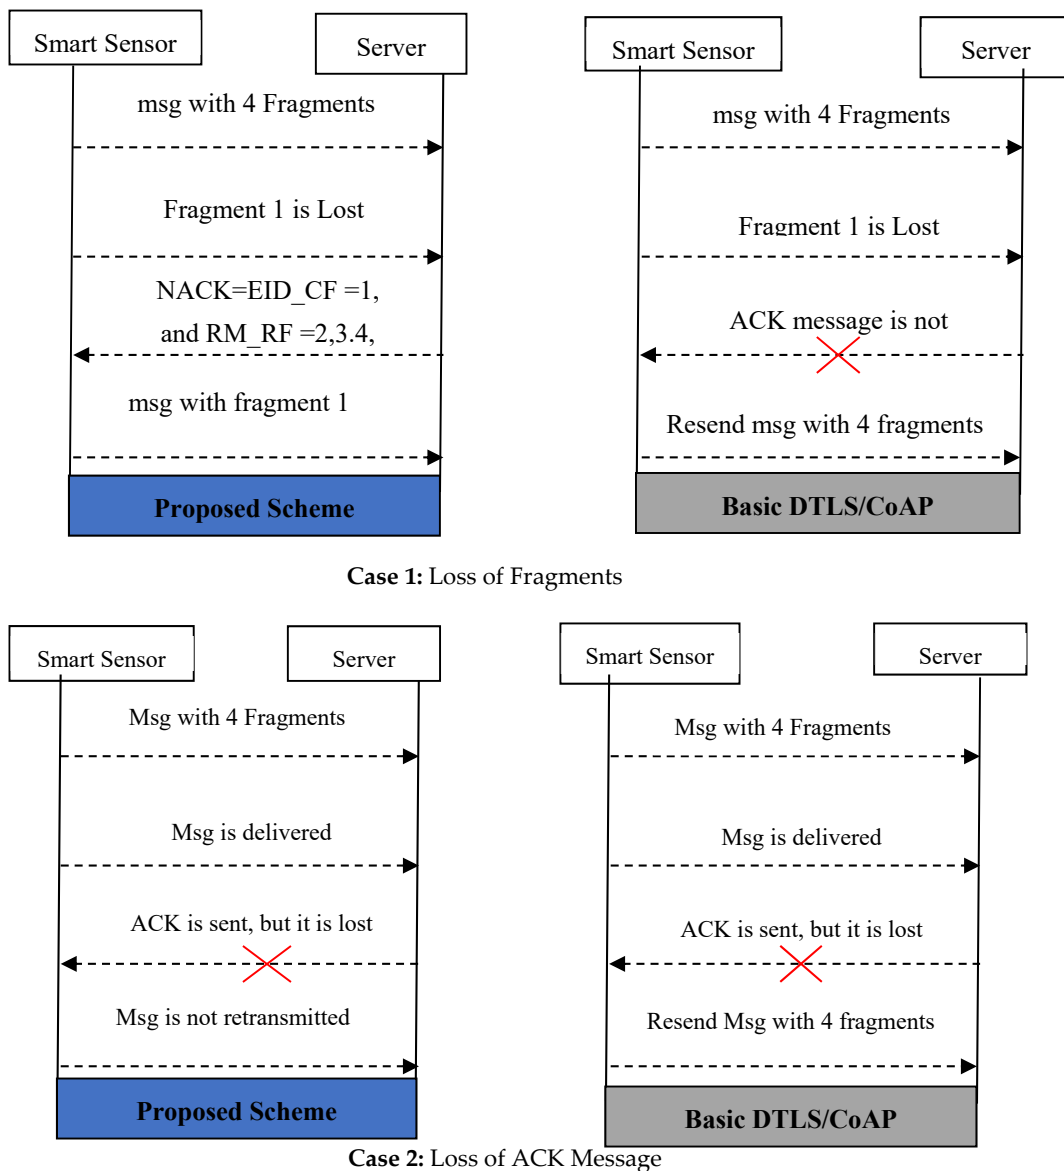 Smart Sensor
Server
msg with 4 Fragments
Fragment 1 is Lost
NACK=EID_CF =1,
and RM_RF =2,3.4,
msg with fragment 1
Proposed Scheme
Smart Sensor
Server
msg with 4 Fragments
Fragment 1 is Lost
ACK message is not
Resend msg with 4 fragments
Basic DTLS/CoAP
Case 1: Loss of Fragments
Smart Sensor
Server
Msg with 4 Fragments
Msg is delivered
ACK is sent, but it is lost
Msg is not retransmitted
Proposed Scheme
Smart Sensor
Server
Msg with 4 Fragments
Msg is delivered
ACK is sent, but it is lost
Resend Msg with 4 fragments
Basic DTLS/CoAP
Case 2: Loss of ACK Message